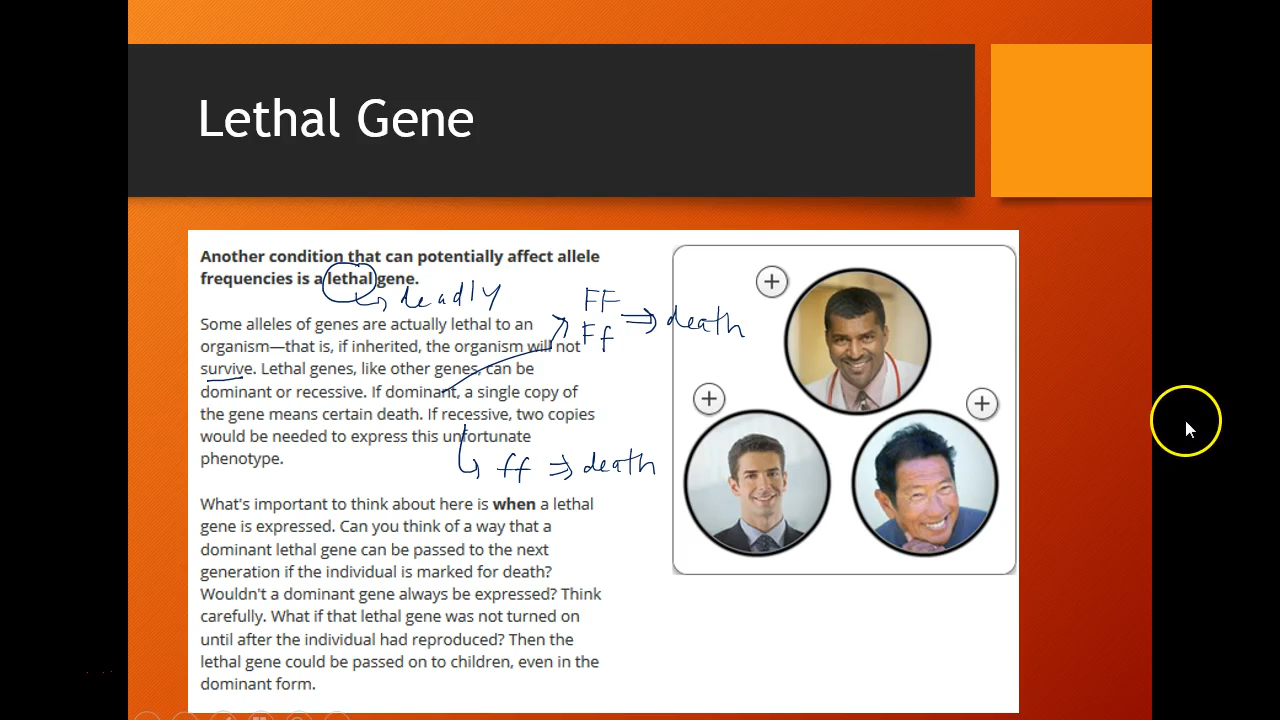 Lethal Gene
Another condition that can potentially affect allele
frequencies is a lethal gene.
deadly
Some alleles of genes are actually lethal to an
organism—that is, if inherited, the organism will not
survive. Lethal genes, like other genes, can be
dominant or recessive. If dominant, a single copy of
the gene means certain death. If recessive, two copies
would be needed to express this unfortunate
phenotype.
FF
Ff ⇒ death
ff ⇒ death
What's important to think about here is when a lethal
gene is expressed. Can you think of a way that a
dominant lethal gene can be passed to the next
generation if the individual is marked for death?
Wouldn't a dominant gene always be expressed? Think
carefully. What if that lethal gene was not turned on
until after the individual had reproduced? Then the
lethal gene could be passed on to children, even in the
dominant form.